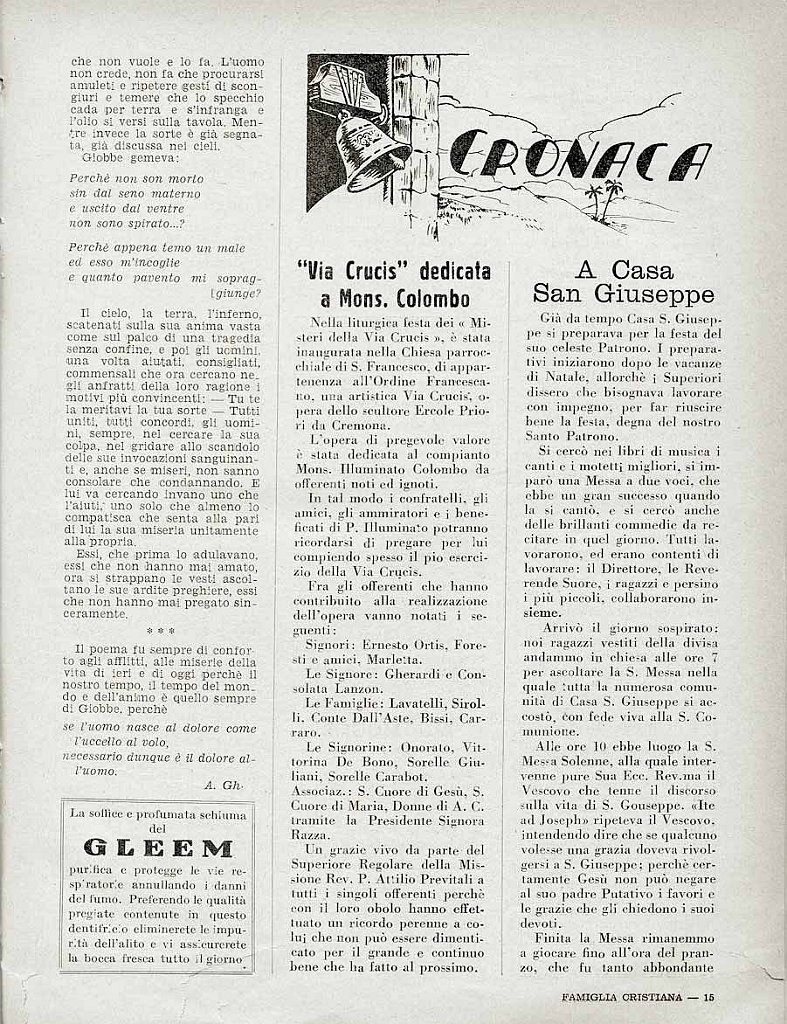 che non vuole e lo fa. L'uomo
non crede, non fa che procurarsi
amuleti e ripetere gesti di scon-
giuri e temere che lo specchio
cada per terra e s'infranga e
l'olio si versi sulla tavola. Men-
tre invece la sorte è già segna-
ta, già discussa nei cieli.
Giobbe gemeva:
Perchè non son morto
sin dal seno materno
e uscito dal ventre
non sono spirato...?
Perchè appena temo un male
ed esso m'incoglie
e quanto pavento mi soprag-
[giunge?
Il cielo, la terra, l'inferno,
scatenati sulla sua anima vasta
come sul palco di una tragedia
senza confine, e poi gli uomini,
una volta aiutati, consigliati,
commensali che ora cercano ne-
gli anfratti della loro ragione i
motivi più convincenti: — Tu te
la meritavi la tua sorte — Tutti
uniti, tutti concordi, gli uomi-
ni, sempre, nel cercare la sua
colpa, nel gridare allo scandolo
delle sue invocazioni sanguinan-
ti e, anche se miseri, non sanno
consolare che condannando. E
lui va cercando invano uno che
l'aiuti, uno solo che almeno lo
compatisca che senta alla pari
di lui la sua miseria unitamente
alla propria.
Essi, che prima lo adulavano,
essi che non hanno mai amato,
ora si strappano le vesti ascol-
tano le sue ardite preghiere, essi
che non hanno mai pregato sin-
ceramente.
* * *
Il poema fu sempre di confor-
to agli afflitti, alle miserie della
vita di ieri e di oggi perchè il
nostro tempo, il tempo del mon-
do e dell'animo è quello sempre
di Giobbe, perchè
se l'uomo nasce al dolore come
l'uccello al volo,
necessario dunque è il dolore al-
l'uomo.
A. Gh.
La soffice e profumata schiuma
del
GLEEM
purifica e protegge le vie re-
spiratorie annullando i danni
del fumo. Preferendo le qualità
pregiate contenute in questo
dentifricio eliminerete le impu-
rità dell'alito e vi assicurerete
la bocca fresca tutto il giorno
CRONACA
"Via Crucis" dedicata
a Mons. Colombo
Nella liturgica festa dei « Mi-
steri della Via Crucis », è stata
inaugurata nella Chiesa parroc-
chiale di S. Francesco, di appar-
tenenza all'Ordine Francesca-
no, una artistica Via Crucis, o-
pera dello scultore Ercole Prio-
ri da Cremona.
L'opera di pregevole valore
è stata dedicata al compianto
Mons. Illuminato Colombo da
offerenti noti ed ignoti.
In tal modo i confratelli, gli
amici, gli ammiratori e i bene-
ficati di P. Illuminato potranno
ricordarsi di pregare per lui
compiendo spesso il pio eserci-
zio della Via Crucis.
Fra gli offerenti che hanno
contribuito alla realizzazione
dell'opera vanno notati i se-
guenti:
Signori: Ernesto Ortis, Fore-
sti e amici, Marletta.
Le Signore: Gherardi e Con-
solata Lanzon.
Le Famiglie: Lavatelli, Sirol-
li, Conte Dall'Aste, Bissi, Car-
raro.
Le Signorine: Onorato, Vit-
torina De Bono, Sorelle Giu-
liani, Sorelle Carabot.
Associaz.: S. Cuore di Gesù, S.
Cuore di Maria, Donne di A. C.
tramite la Presidente Signora
Razza.
Un grazie vivo da parte del
Superiore Regolare della Mis-
sione Rev. P. Attilio Previtali a
tutti i singoli offerenti perchè
con il loro obolo hanno effet-
tuato un ricordo perenne a co-
lui che non può essere dimenti-
cato per il grande e continuo
bene che ha fatto al prossimo.
A Casa
San Giuseppe
Già da tempo Casa S. Giusep-
pe si preparava per la festa del
suo celeste Patrono. I prepara-
tivi iniziarono dopo le vacanze
di Natale, allorchè i Superiori
dissero che bisognava lavorare
con impegno, per far riuscire
bene la festa, degna del nostro
Santo Patrono.
Si cercò nei libri di musica i
canti e i motetti migliori, si im-
parò una Messa a due voci, che
ebbe un gran successo quando
la si cantò, e si cercò anche
delle brillanti commedie da re-
citare in quel giorno. Tutti la-
vorarono, ed erano contenti di
lavorare: il Direttore, le Reve-
rende Suore, i ragazzi e persino
i più piccoli, collaborarono in-
sieme.
Arrivò il giorno sospirato:
noi ragazzi vestiti della divisa
andammo in chiesa alle ore 7
per ascoltare la S. Messa nella
quale tutta la numerosa comu-
nità di Casa S. Giuseppe si ac-
costò, con fede viva alla S. Co-
munione.
Alle ore 10 ebbe luogo la S.
Messa Solenne, alla quale inter-
venne pure Sua Ecc. Rev.ma il
Vescovo che tenne il discorso
sulla vita di S. Gouseppe. «Ite
ad Joseph» ripeteva il Vescovo,
intendendo dire che se qualcuno
volesse una grazia doveva rivol-
gersi a S. Giuseppe; perchè cer-
tamente Gesù non può negare
al suo padre Putativo i favori e
le grazie che gli chiedono i suoi
devoti.
Finita la Messa rimanemmo
a giocare fino all'ora del pran-
zo, che fu tanto abbondante
FAMIGLIA CRISTIANA — 15